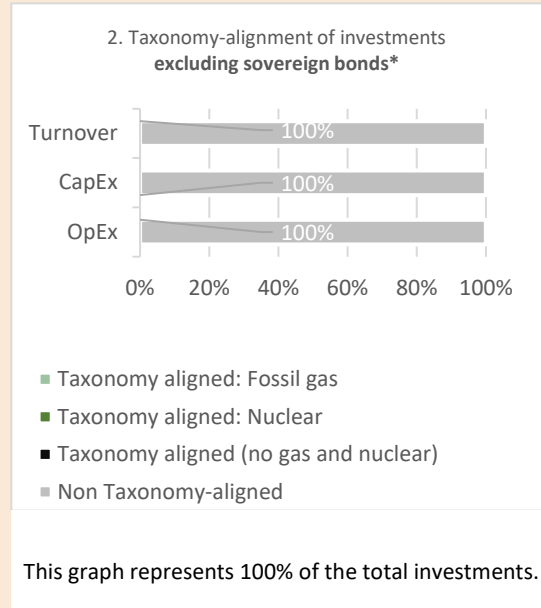 2. Taxonomy-alignment of investments
excluding sovereign bonds*
Turnover
100%
CapEx
100%
OpEx
100%
0% 20% 40% 60% 80% 100%
Taxonomy aligned: Fossil gas
Taxonomy aligned: Nuclear
Taxonomy aligned (no gas and nuclear)
Non Taxonomy-aligned
This graph represents 100% of the total investments.